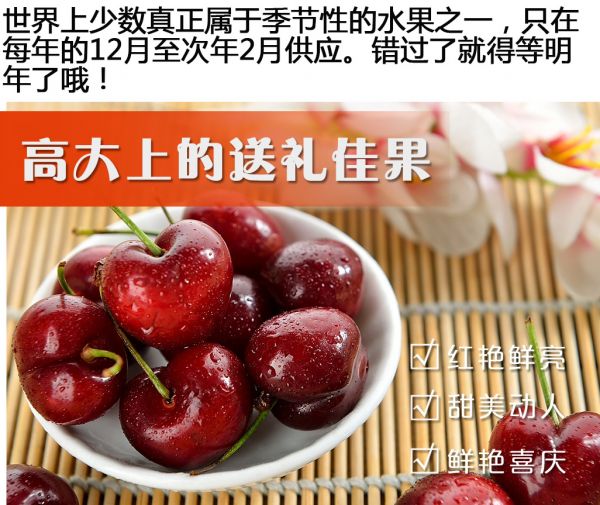 世界上少数真正属于季节性的水果之一，只在
每年的12月至次年2月供应。错过了就得等明
年了哦！
高大上的送礼佳果
红艳鲜亮
甜美动人
鲜艳喜庆